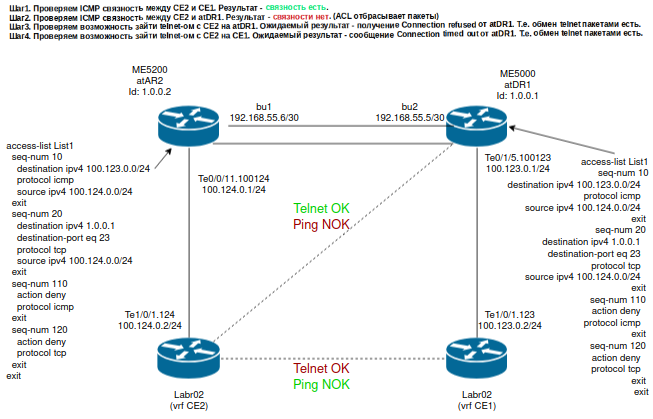 Шаг1. Проверяем ICMP связность между CE2 и CE1. Результат - связность есть.
Шаг2. Проверяем ICMP связность между CE2 и atDR1. Результат - связности нет. (ACL отбрасывает пакеты)
Шаг3. Проверяем возможность зайти telnet-ом с CE2 на atDR1. Ожидаемый результат - получение Connection refused от atDR1. Т.е. обмен telnet пакетами есть.
Шаг4. Проверяем возможность зайти telnet-ом с CE2 на CE1. Ожидаемый результат - сообщение Connection timed out от atDR1. Т.е. обмен telnet пакетами есть.
ME5200
atAR2
Id: 1.0.0.2
ME5000
atDR1
Id: 1.0.0.1
bu1
192.168.55.6/30
bu2
192.168.55.5/30
access-list List1
seq-num 10
destination ipv4 100.123.0.0/24
protocol icmp
source ipv4 100.124.0.0/24
exit
seq-num 20
destination ipv4 1.0.0.1
destination-port eq 23
protocol tcp
source ipv4 100.124.0.0/24
exit
seq-num 110
action deny
protocol icmp
exit
seq-num 120
action deny
protocol tcp
exit
exit
Te0/0/11.100124
100.124.0.1/24
Telnet OK
Ping NOK
Te0/1/5.100123
100.123.0.1/24
access-list List1
seq-num 10
destination ipv4 100.123.0.0/24
protocol icmp
source ipv4 100.124.0.0/24
exit
seq-num 20
destination ipv4 1.0.0.1
destination-port eq 23
protocol tcp
source ipv4 100.124.0.0/24
exit
seq-num 110
action deny
protocol icmp
exit
seq-num 120
action deny
protocol tcp
exit
exit
Te1/0/1.124
100.124.0.2/24
Te1/0/1.123
100.123.0.2/24
Telnet OK
Ping NOK
Labr02
(vrf CE2)
Labr02
(vrf CE1)